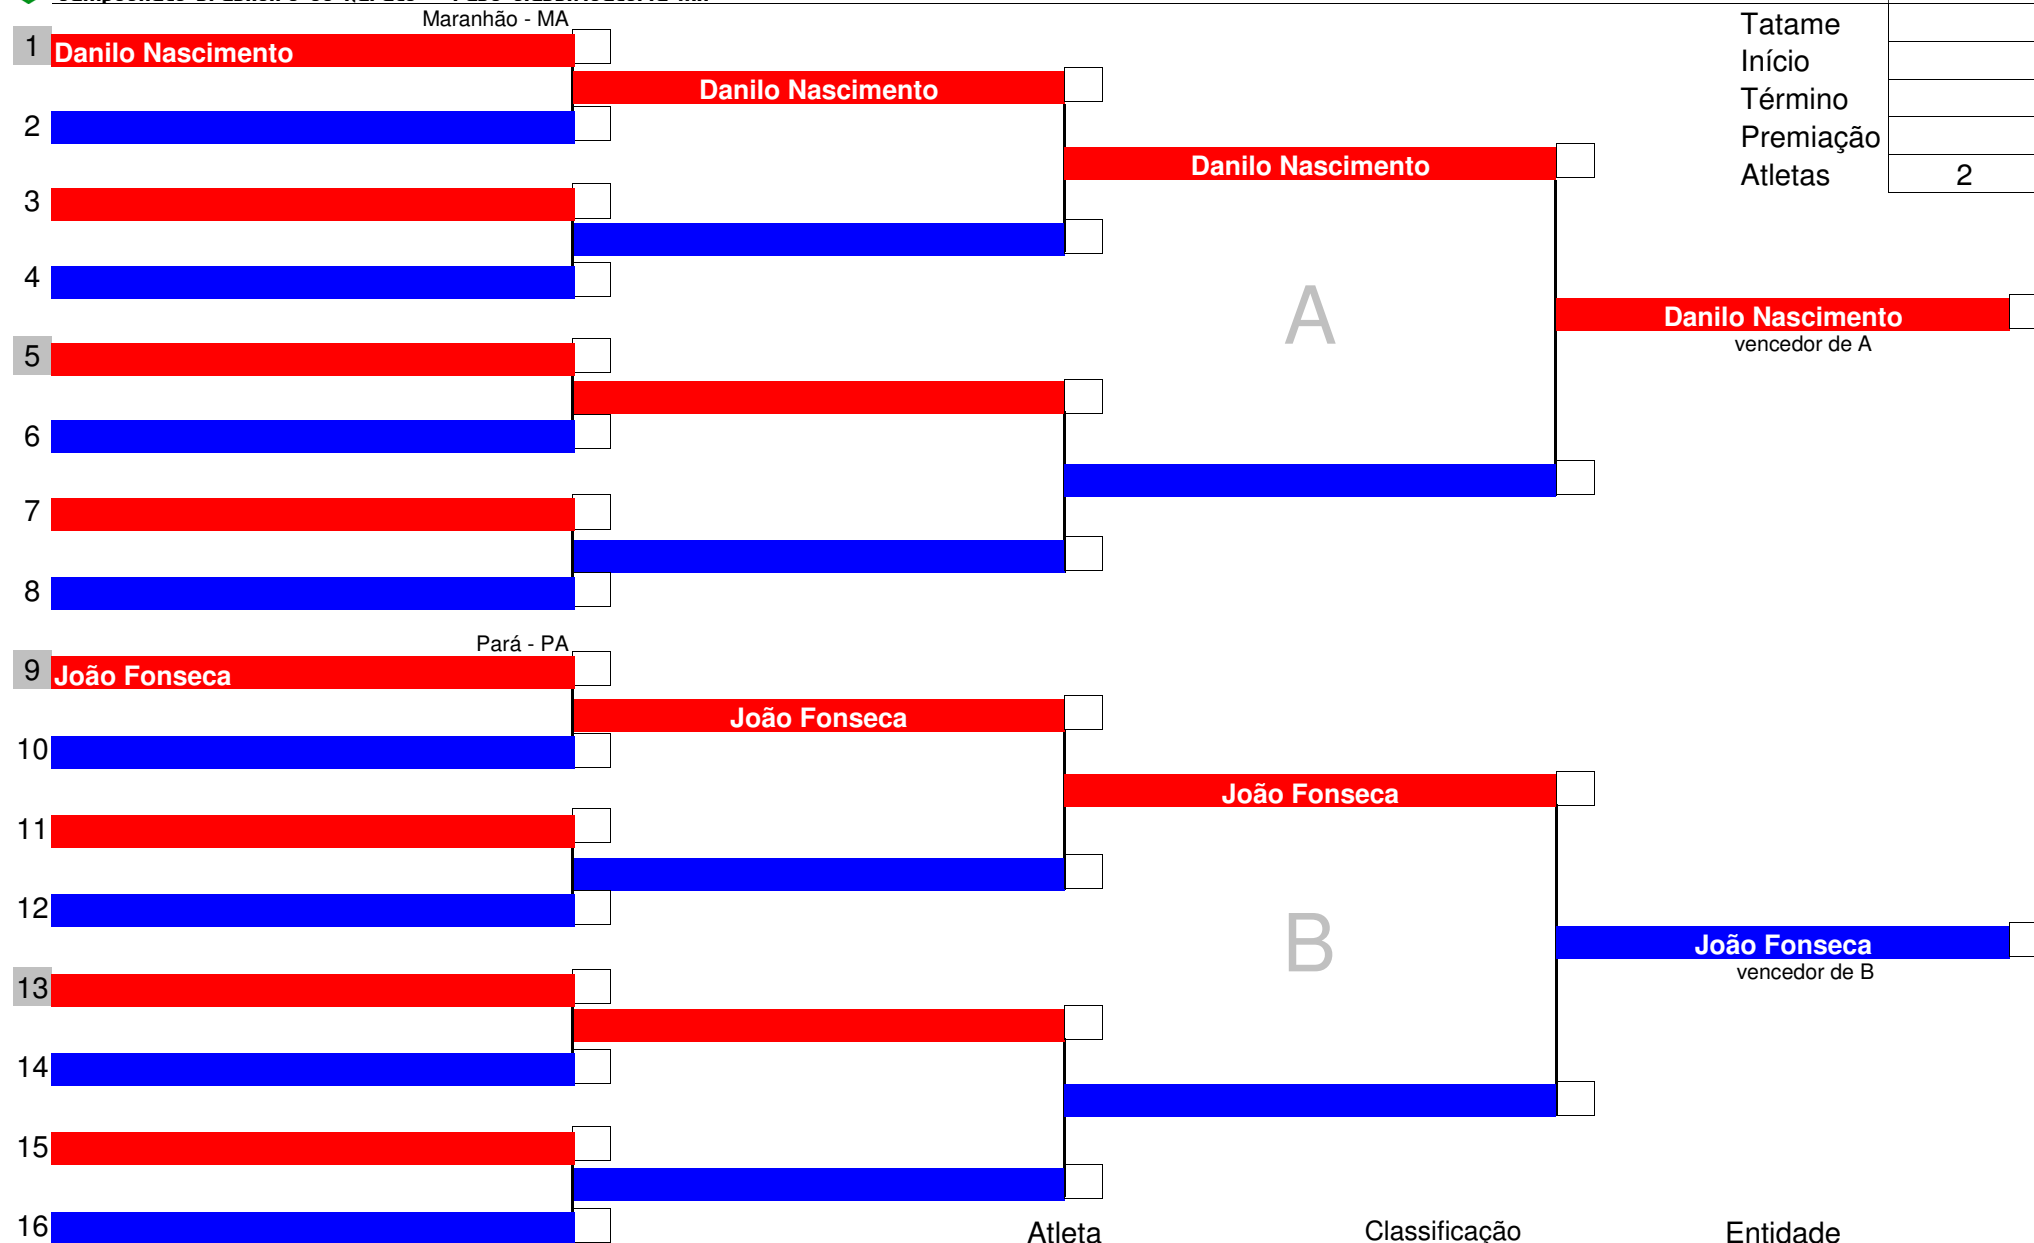 Maranhão - MA
Tatame
1 Danilo Nascimento
Início
Danilo Nascimento
Término
2
Premiação
Danilo Nascimento
Atletas 2
3
4
A
Danilo Nascimento
vencedor de A
5
6
7
8
Pará - PA
9 João Fonseca
João Fonseca
10
João Fonseca
11
12
B
João Fonseca
vencedor de B
13
14
15
16
Atleta Classificação Entidade